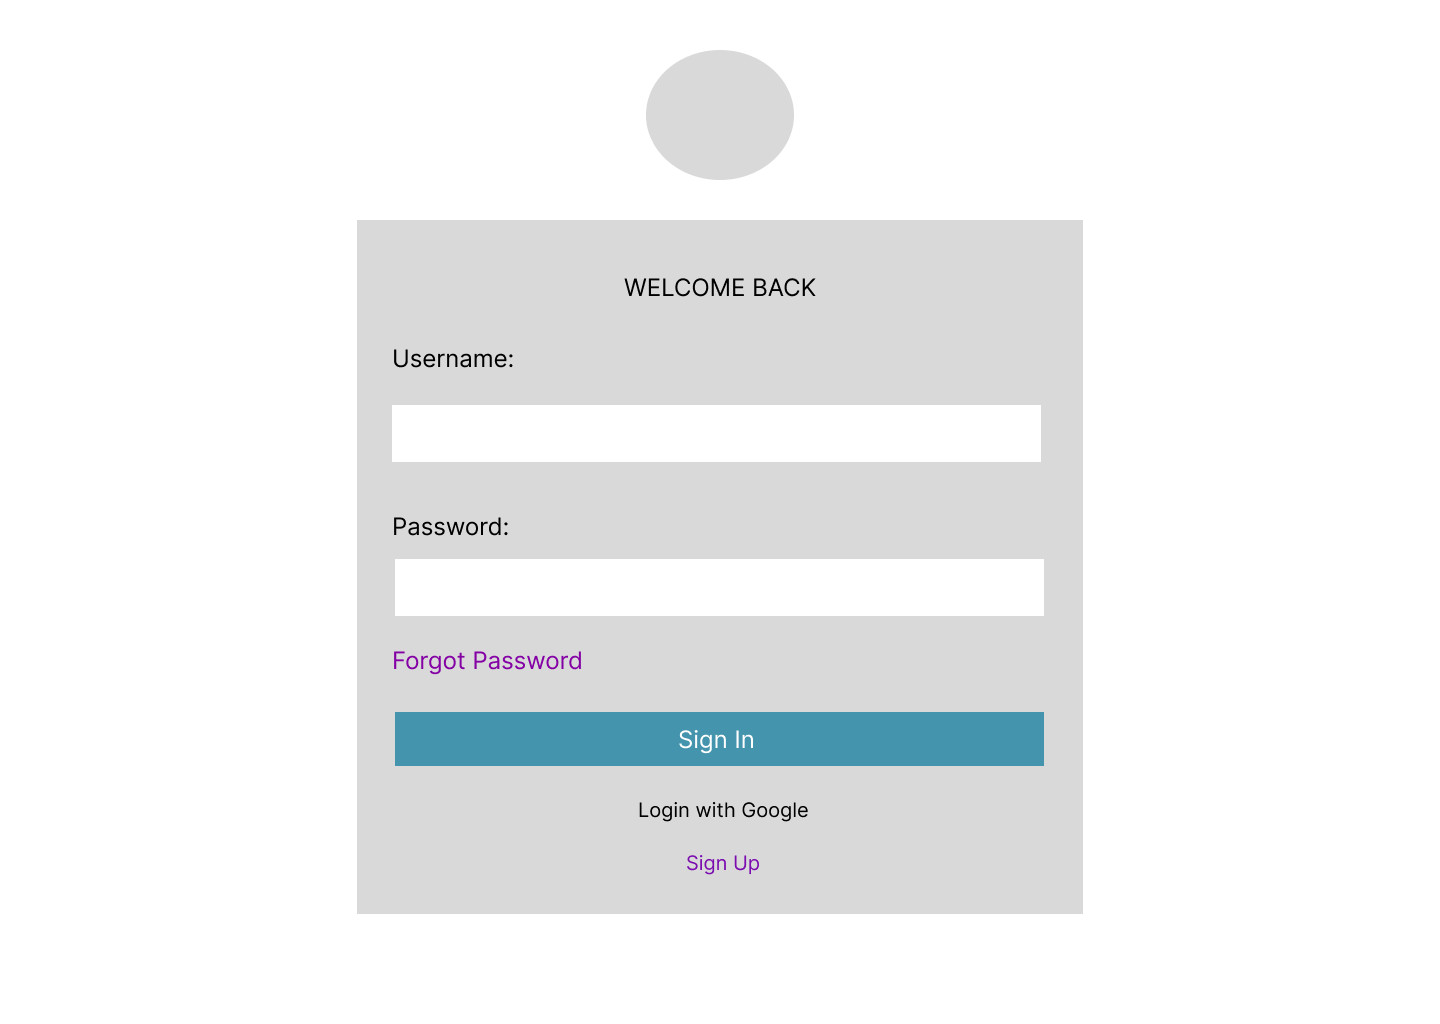 WELCOME BACK
Username:
Password:
Forgot Password
Sign In
Login with Google
Sign Up